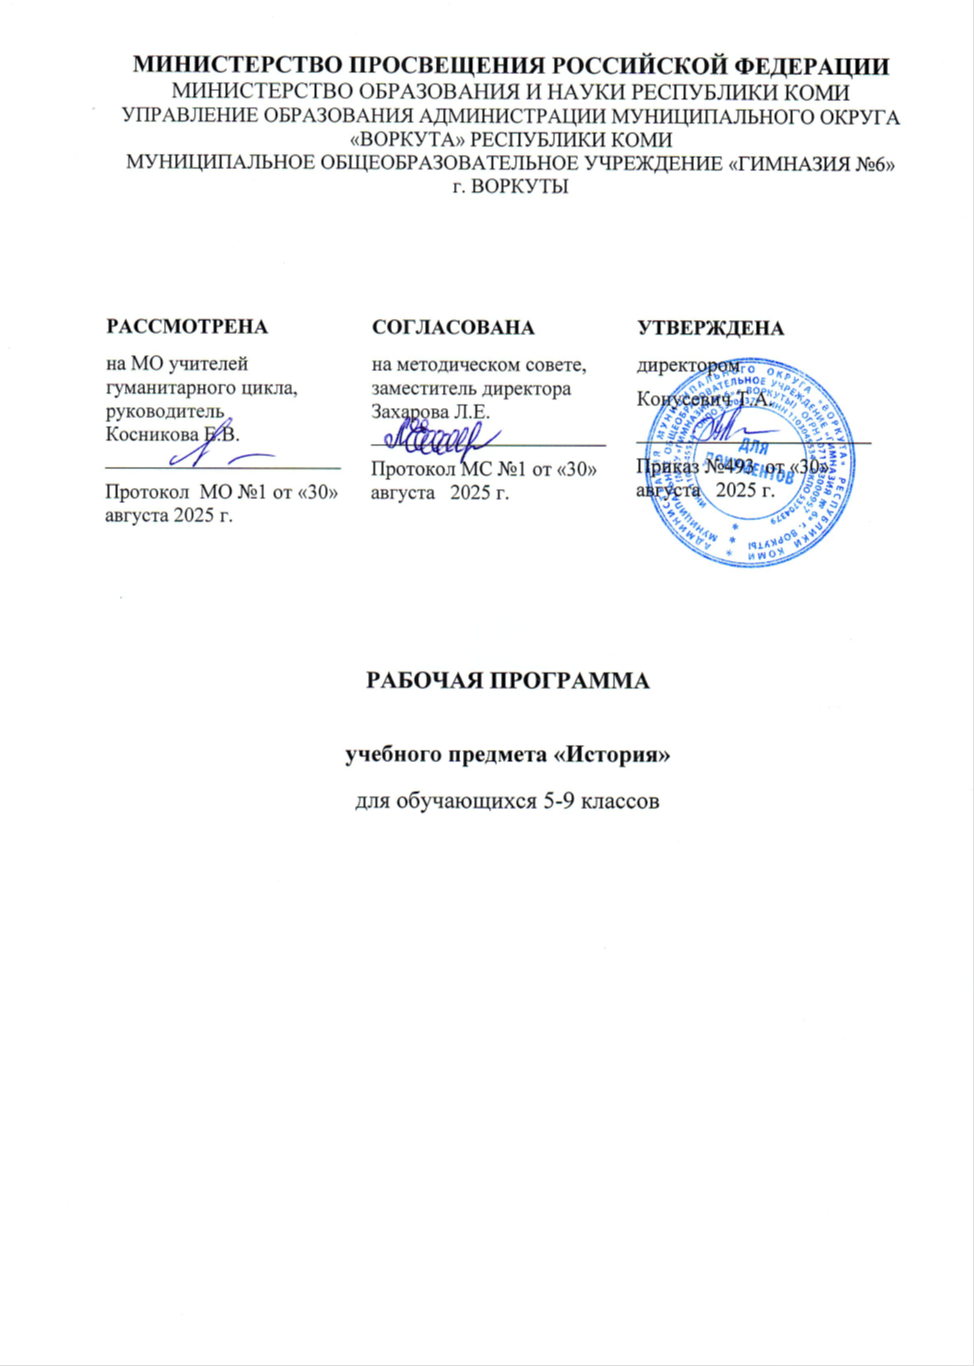 МИНИСТЕРСТВО ПРОСВЕЩЕНИЯ РОССИЙСКОЙ ФЕДЕРАЦИИ
МИНИСТЕРСТВО ОБРАЗОВАНИЯ И НАУКИ РЕСПУБЛИКИ КОМИ
УПРАВЛЕНИЕ ОБРАЗОВАНИЯ АДМИНИСТРАЦИИ МУНИЦИПАЛЬНОГО ОКРУГА
«ВОРКУТА» РЕСПУБЛИКИ КОМИ
МУНИЦИПАЛЬНОЕ ОБЩЕОБРАЗОВАТЕЛЬНОЕ УЧРЕЖДЕНИЕ «ГИМНАЗИЯ №6»
г. ВОРКУТЫ
РАССМОТРЕНА
на МО учителей
гуманитарного цикла,
руководитель
Косникова Е.В.
Протокол МО №1 от «30»
августа 2025 г.
СОГЛАСОВАНА
на методическом совете,
заместитель директора
Захарова Л.Е.
Протокол МС №1 от «30»
августа 2025 г.
УТВЕРЖДЕНА
директором
Конусевич Т.А.
Приказ №493 от «30»
августа 2025 г.
ДЛЯ
ДОКУМЕНТОВ
РАБОЧАЯ ПРОГРАММА
учебного предмета «История»
для обучающихся 5-9 классов